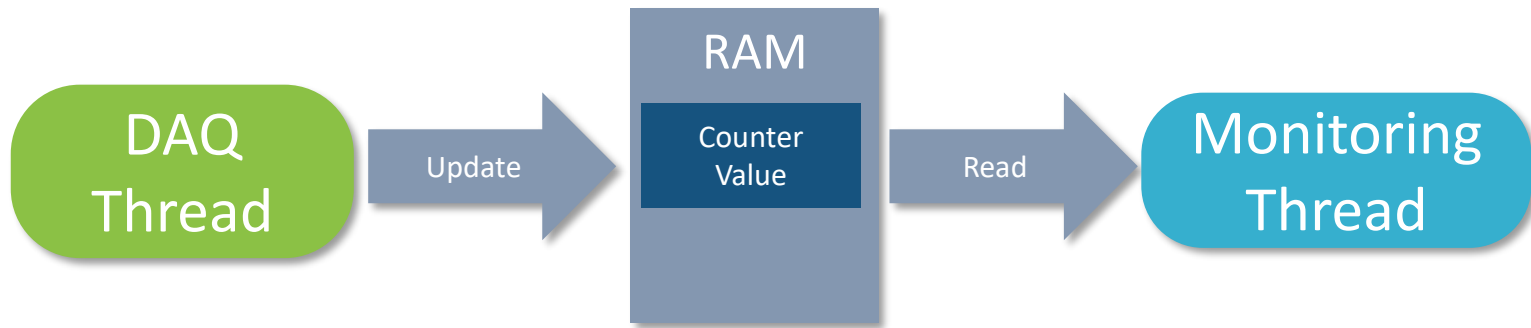 DAQ
Thread
Update
RAM
Counter
Value
Read
Monitoring
Thread